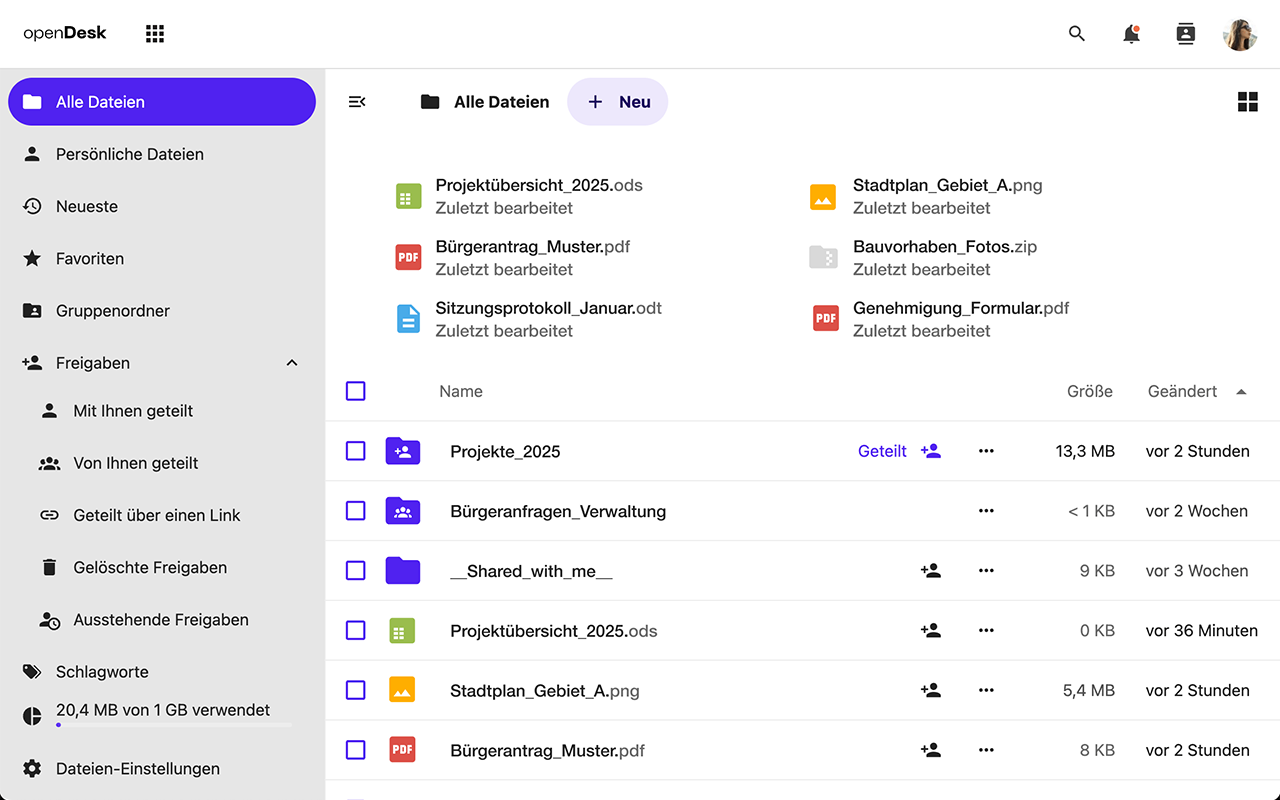 openDesk
Alle Dateien
Persönliche Dateien
Neueste
Favoriten
Gruppenordner
Freigaben
Mit Ihnen geteilt
Von Ihnen geteilt
Geteilt über einen Link
Gelöschte Freigaben
Ausstehende Freigaben
Schlagworte
20,4 MB von 1 GB verwendet
Dateien-Einstellungen
Alle Dateien + Neu
Projektübersicht_2025.ods
Zuletzt bearbeitet
Stadtplan_Gebiet_A.png
Zuletzt bearbeitet
PDF
Bürgerantrag_Muster.pdf
Zuletzt bearbeitet
Bauvorhaben_Fotos.zip
Zuletzt bearbeitet
Sitzungsprotokoll_Januar.odt
Zuletzt bearbeitet
PDF
Genehmigung_Formular.pdf
Zuletzt bearbeitet
Name Größe Geändert
Projekte_2025 Geteilt 13,3 MB vor 2 Stunden
Bürgeranfragen_Verwaltung < 1 KB vor 2 Wochen
__Shared_with_me__ 9 KB vor 3 Wochen
Projektübersicht_2025.ods 0 KB vor 36 Minuten
Stadtplan_Gebiet_A.png 5,4 MB vor 2 Stunden
PDF Bürgerantrag_Muster.pdf 8 KB vor 2 Stunden